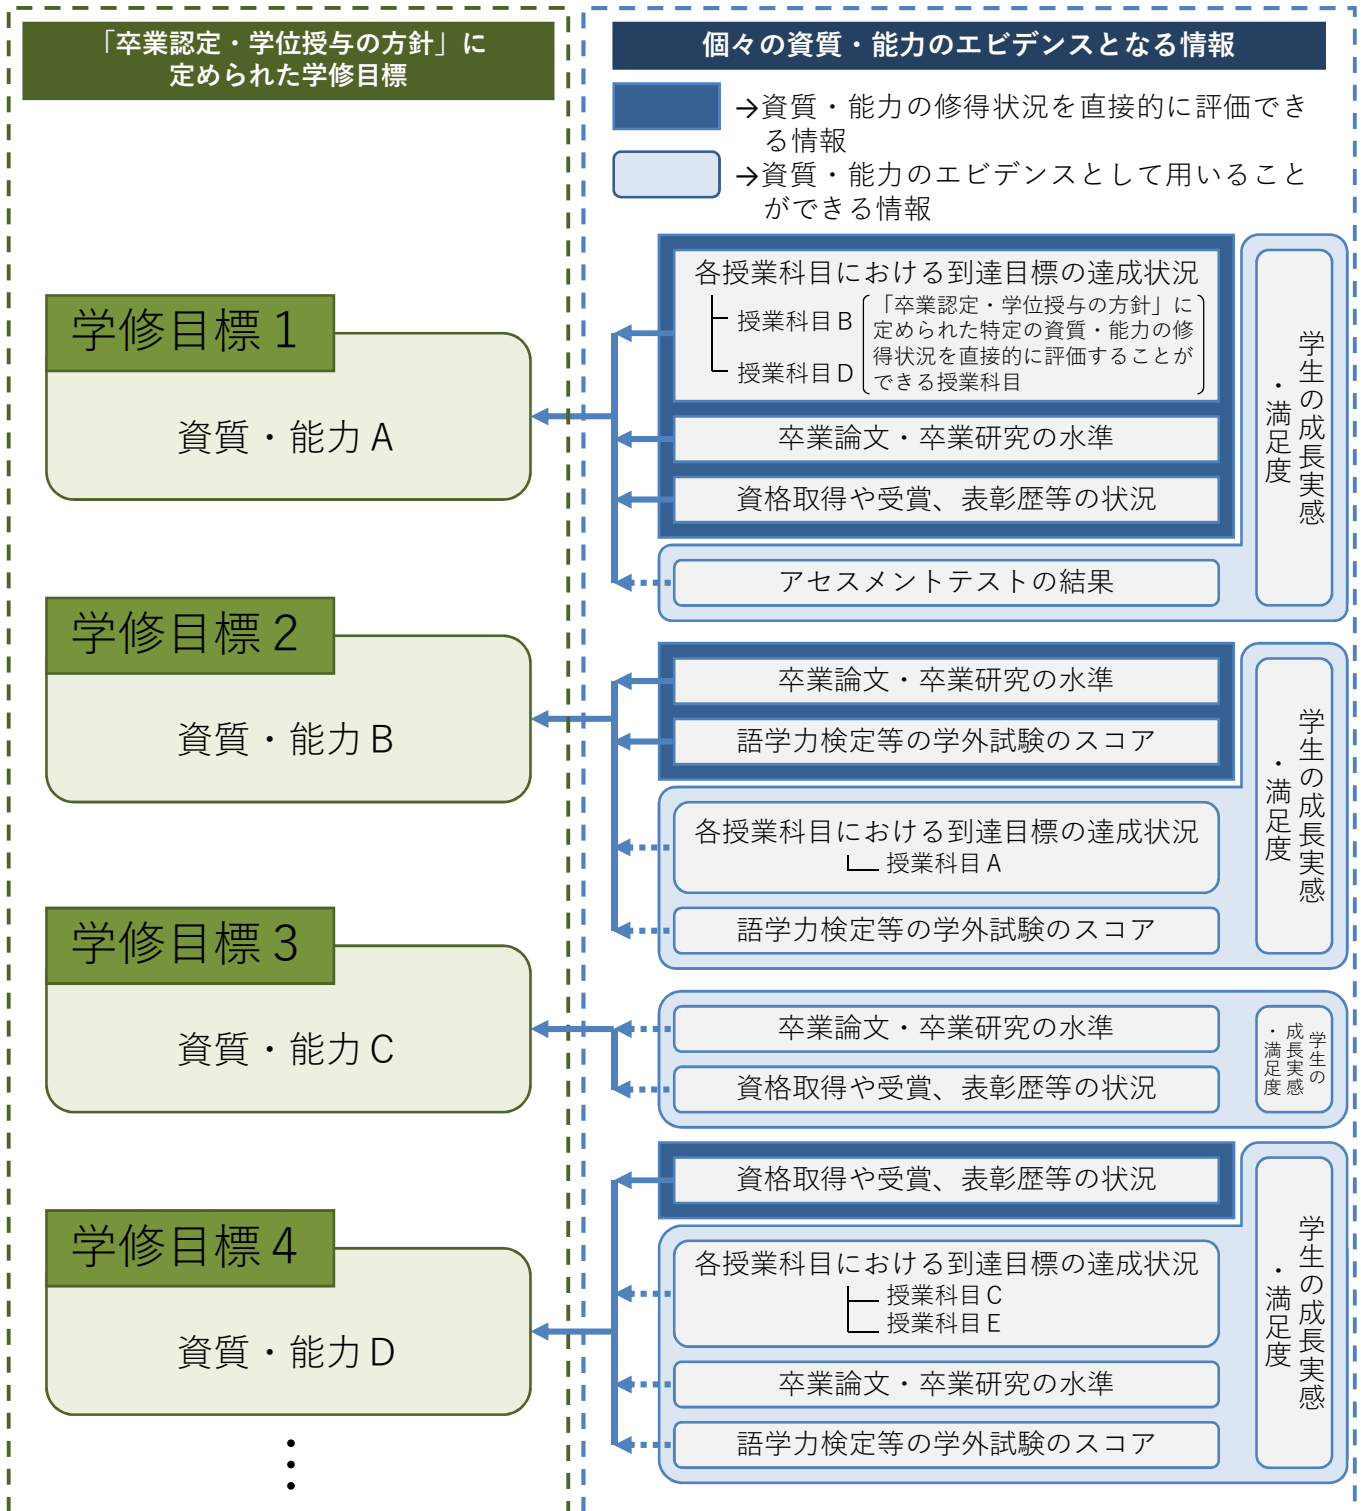 「卒業認定・学位授与の方針」に
定められた学修目標
学修目標１
資質・能力Ａ
学修目標２
資質・能力Ｂ
学修目標３
資質・能力Ｃ
学修目標４
資質・能力Ｄ
個々の資質・能力のエビデンスとなる情報
→資質・能力の修得状況を直接的に評価でき
る情報
→資質・能力のエビデンスとして用いること
ができる情報
各授業科目における到達目標の達成状況
授業科目Ｂ
授業科目Ｄ
「卒業認定・学位授与の方針」に
定められた特定の資質・能力の修
得状況を直接的に評価することが
できる授業科目
卒業論文・卒業研究の水準
資格取得や受賞、表彰歴等の状況
アセスメントテストの結果
学生の成長実感
・満足度
卒業論文・卒業研究の水準
語学力検定等の学外試験のスコア
各授業科目における到達目標の達成状況
授業科目Ａ
語学力検定等の学外試験のスコア
学生の成長実感
・満足度
卒業論文・卒業研究の水準
資格取得や受賞、表彰歴等の状況
学生の
成長実感
・満足度
資格取得や受賞、表彰歴等の状況
各授業科目における到達目標の達成状況
授業科目Ｃ
授業科目Ｅ
卒業論文・卒業研究の水準
語学力検定等の学外試験のスコア
学生の成長実感
・満足度